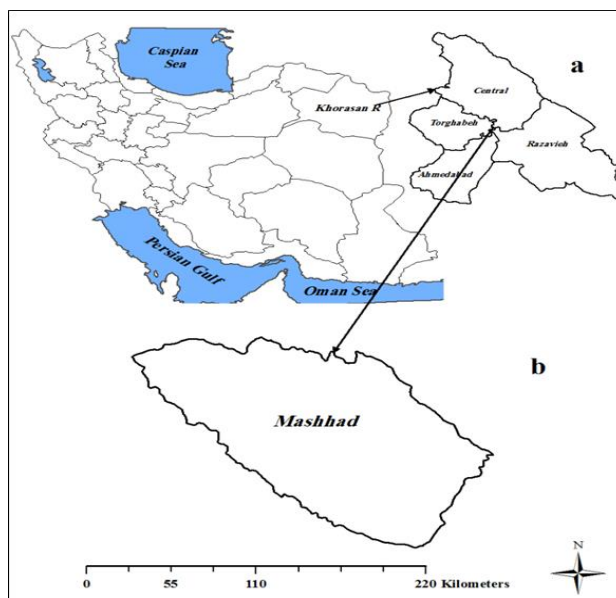 Caspian
Sea
a
Khorasan R
Central
Torghabeh
Razavieh
Ahmedabad
Persian Gulf
Oman Sea
b
Mashhad
N
0 55 110 220 Kilometers